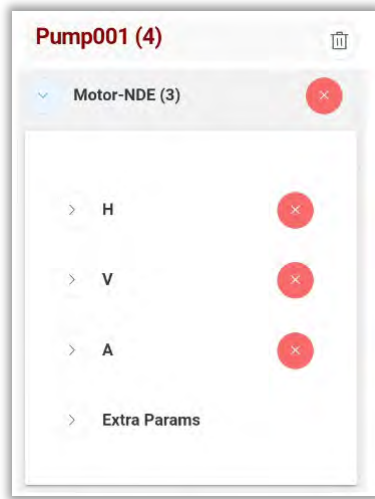 Pump001 (4)
Motor-NDE (3)
H
V
A
Extra Params